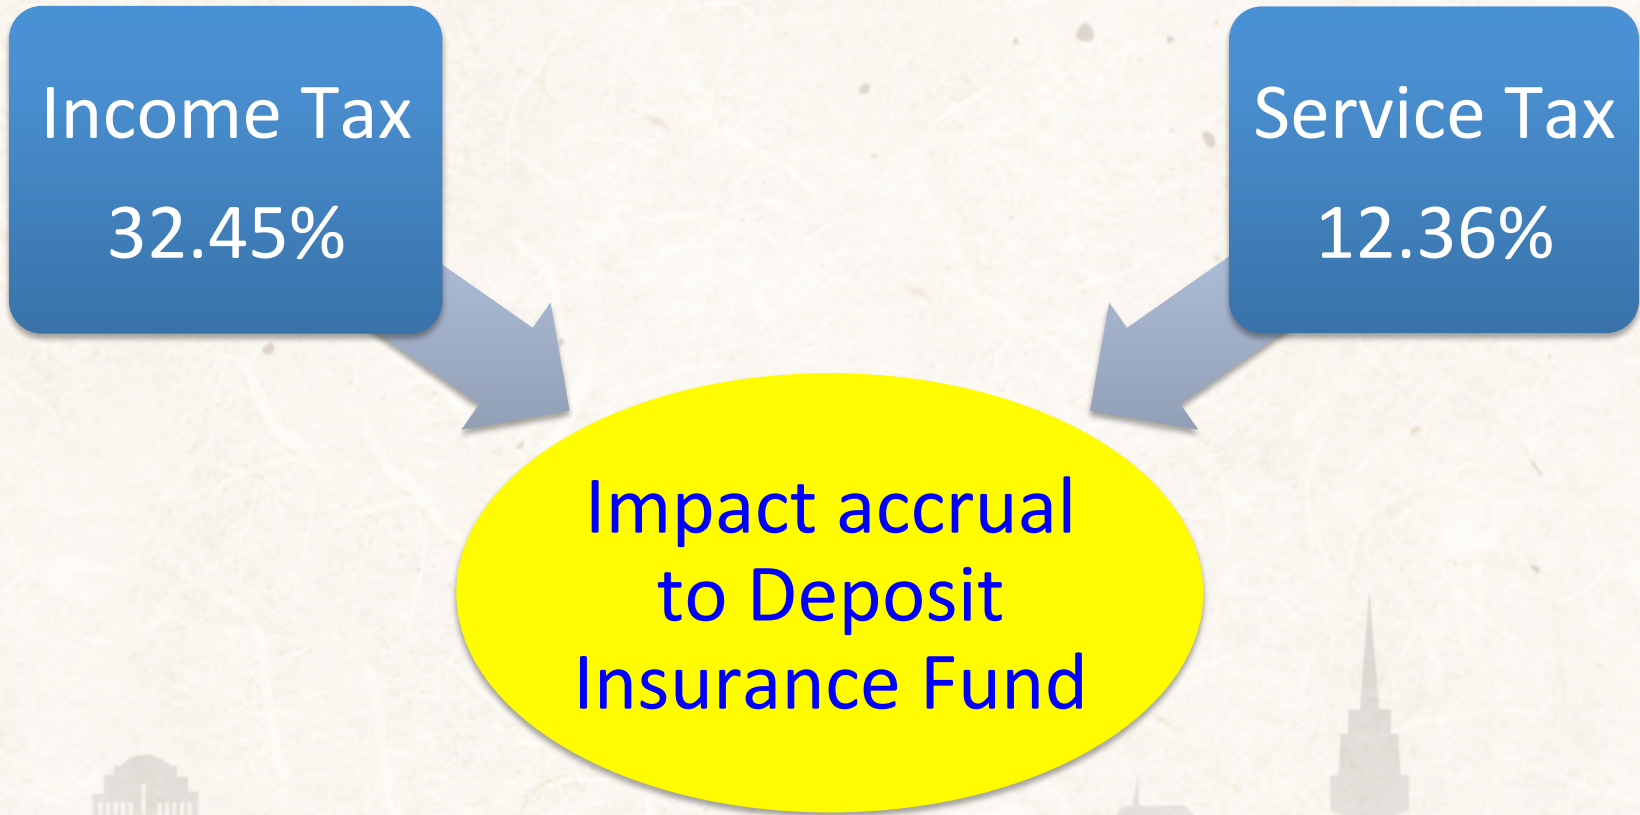 Income Tax
32.45%
Service Tax
12.36%
Impact accrual
to Deposit
Insurance Fund